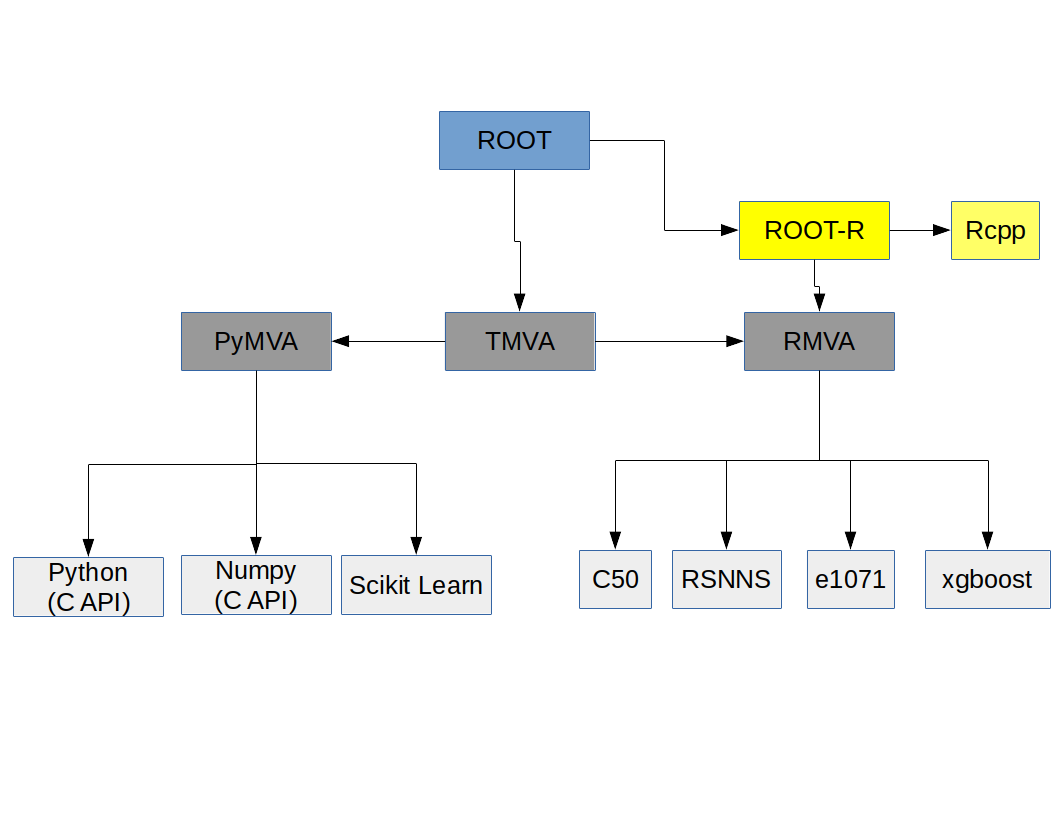 ROOT
ROOT-R
Rcpp
PyMVA
TMVA
RMVA
Python
(C API)
Numpy
(C API)
Scikit Learn
C50
RSNNS
e1071
xgboost